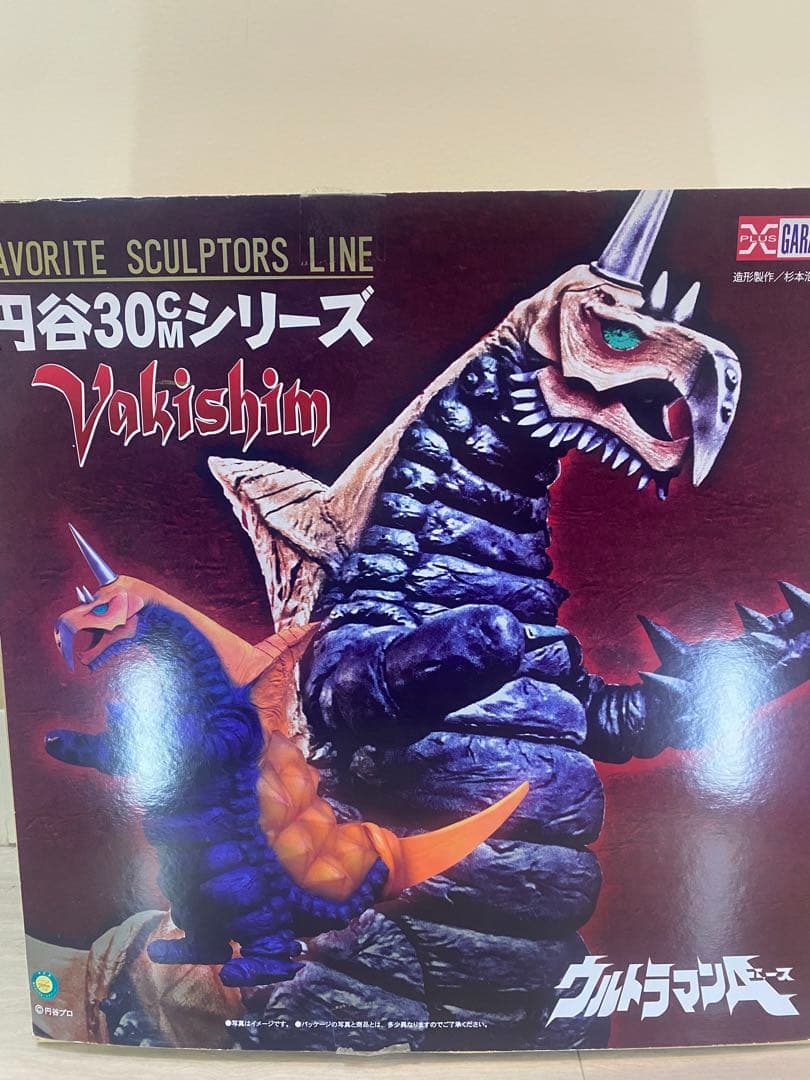 AVORITE SCULPTORS LINE
円谷30CMシリーズ
Vakishim
X PLUS GARA
造形製作/杉本浩
ウルトラマンA エース
©円谷プロ
●写真はイメージです。 ●パッケージの写真と商品とは、多少異なりますのでご了承ください。